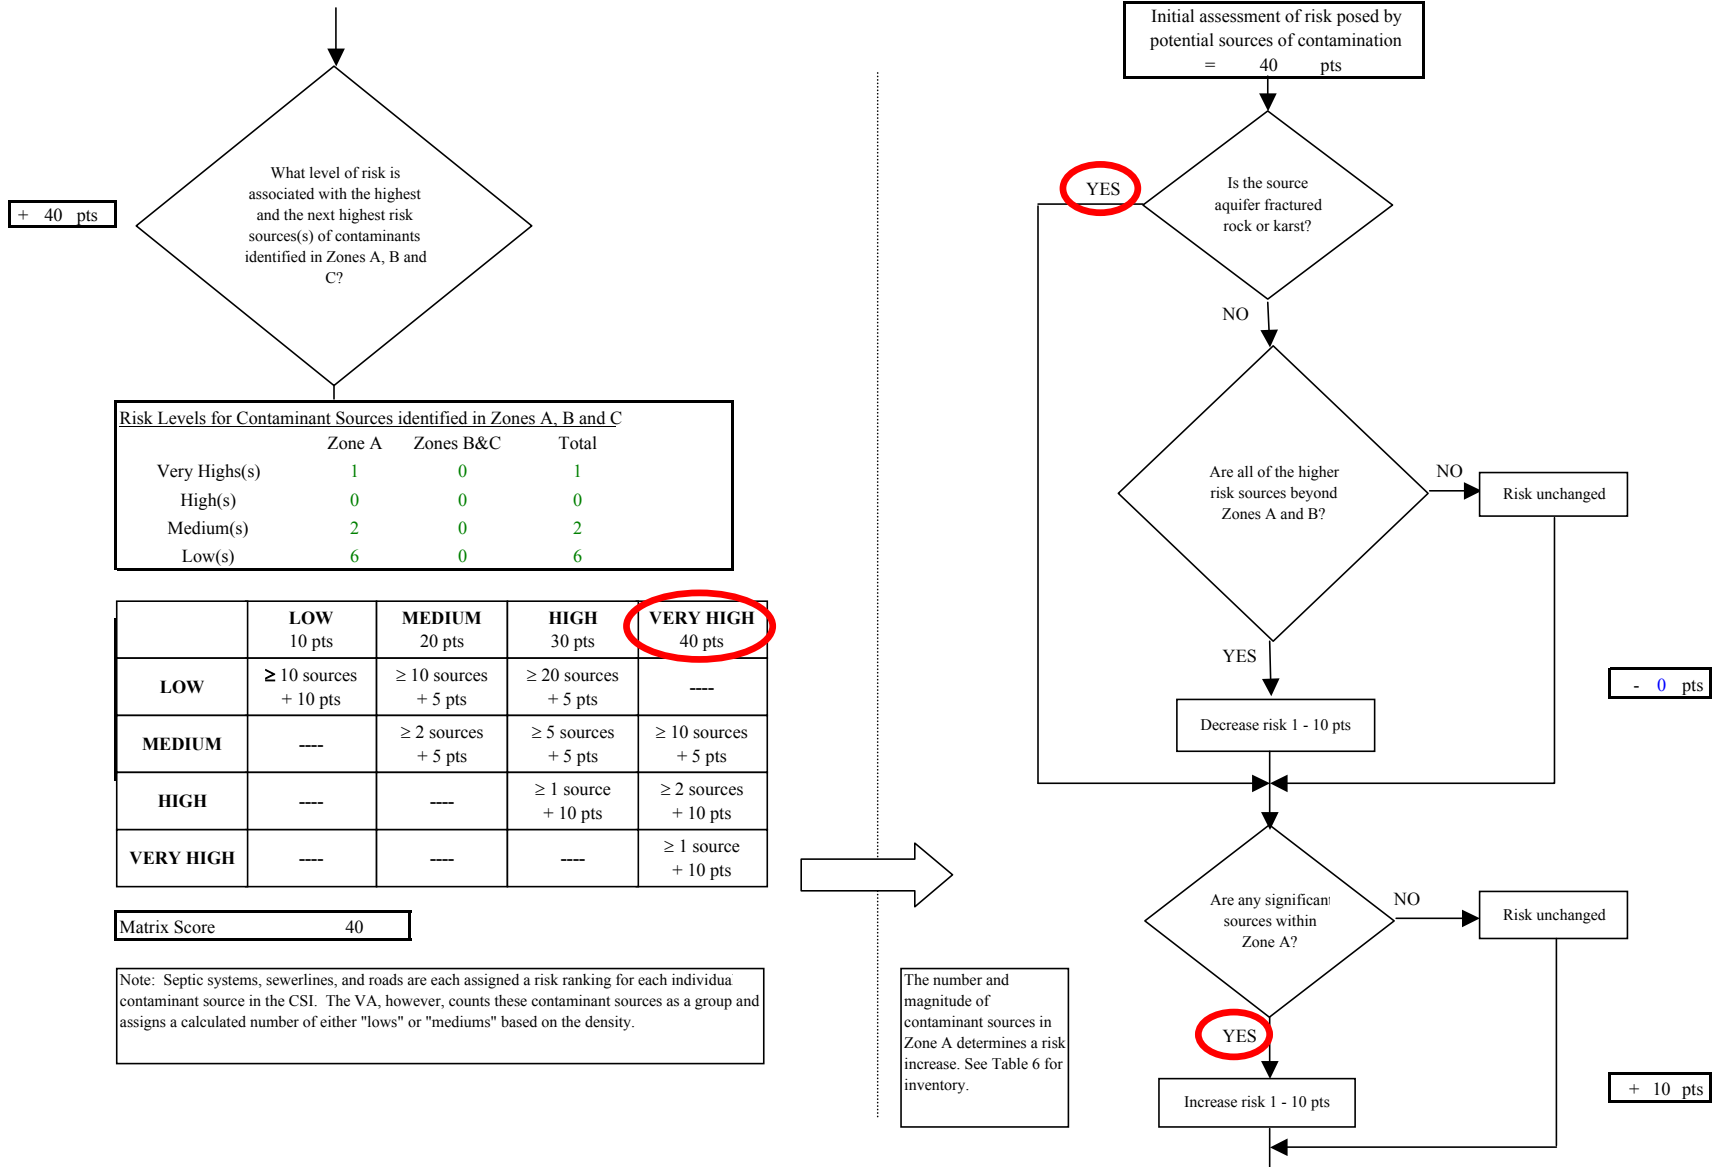 What level of risk is
associated with the highest
and the next highest risk
sources(s) of contaminants
identified in Zones A, B and
C?
+ 40 pts
Risk Levels for Contaminant Sources identified in Zones A, B and C
Zone A Zones B&C Total
Very Highs(s) 1 0 1
High(s) 0 0 0
Medium(s) 2 0 2
Low(s) 6 0 6
LOW MEDIUM HIGH VERY HIGH
10 pts 20 pts 30 pts 40 pts
LOW ≥ 10 sources + 10 pts ≥ 10 sources + 5 pts ≥ 20 sources + 5 pts ----
MEDIUM ---- ≥ 2 sources + 5 pts ≥ 5 sources + 5 pts ≥ 10 sources + 5 pts
HIGH ---- ---- ≥ 1 source + 10 pts ≥ 2 sources + 10 pts
VERY HIGH ---- ---- ---- ≥ 1 source + 10 pts
Matrix Score 40
Note: Septic systems, sewerlines, and roads are each assigned a risk ranking for each individua
contaminant source in the CSI. The VA, however, counts these contaminant sources as a group and
assigns a calculated number of either "lows" or "mediums" based on the density.
Initial assessment of risk posed by
potential sources of contamination
= 40 pts
Is the source
aquifer fractured
rock or karst?
YES
NO
Are all of the higher
risk sources beyond
Zones A and B?
NO
Risk unchanged
YES
Decrease risk 1 - 10 pts
- 0 pts
Are any significant
sources within
Zone A?
NO
Risk unchanged
YES
The number and
magnitude of
contaminant sources in
Zone A determines a risk
increase. See Table 6 for
inventory.
Increase risk 1 - 10 pts
+ 10 pts